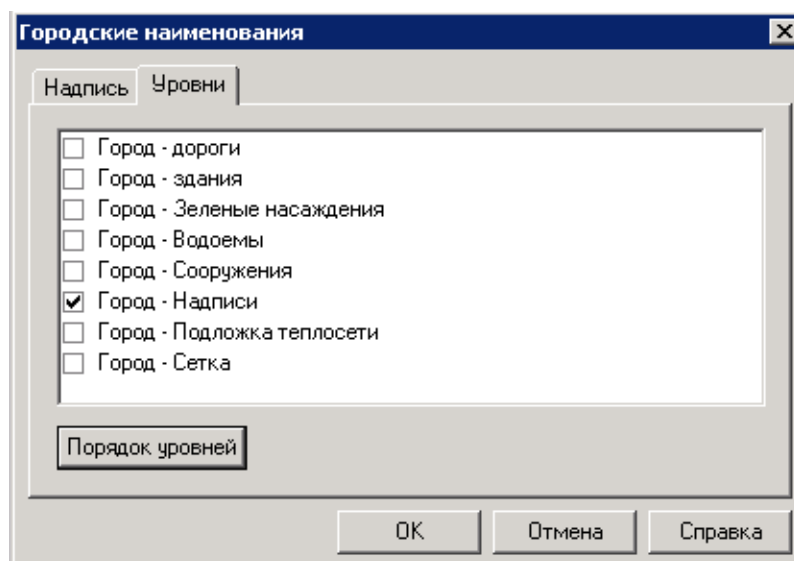 Городские наименования
Надпись Уровни
Город - дороги
Город - здания
Город - Зеленые насаждения
Город - Водоемы
Город - Сооружения
Город - Надписи
Город - Подложка теплосети
Город - Сетка
Порядок уровней
OK Отмена Справка